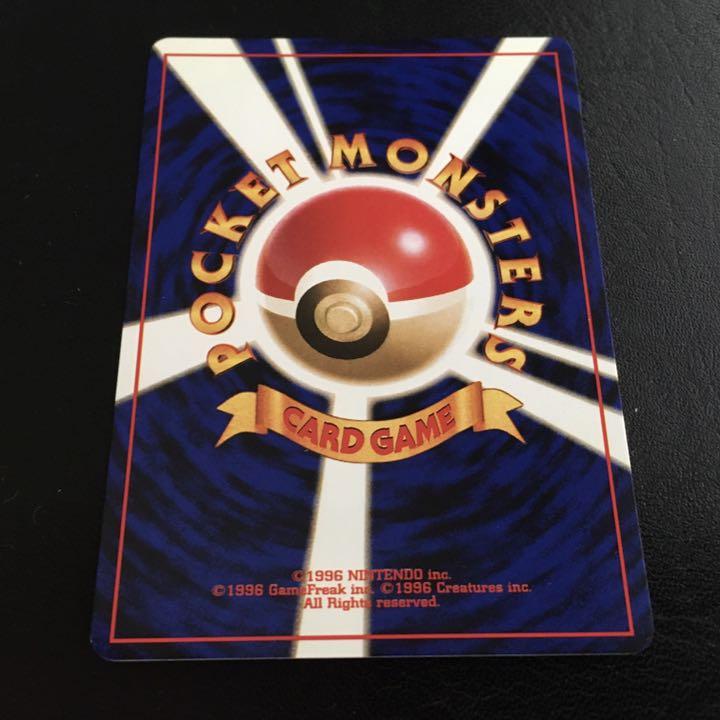 POCKET MONSTERS
CARD GAME
©1996 NINTENDO inc.
©1996 GameFreak inc. ©1996 Creatures inc.
All Rights reserved.